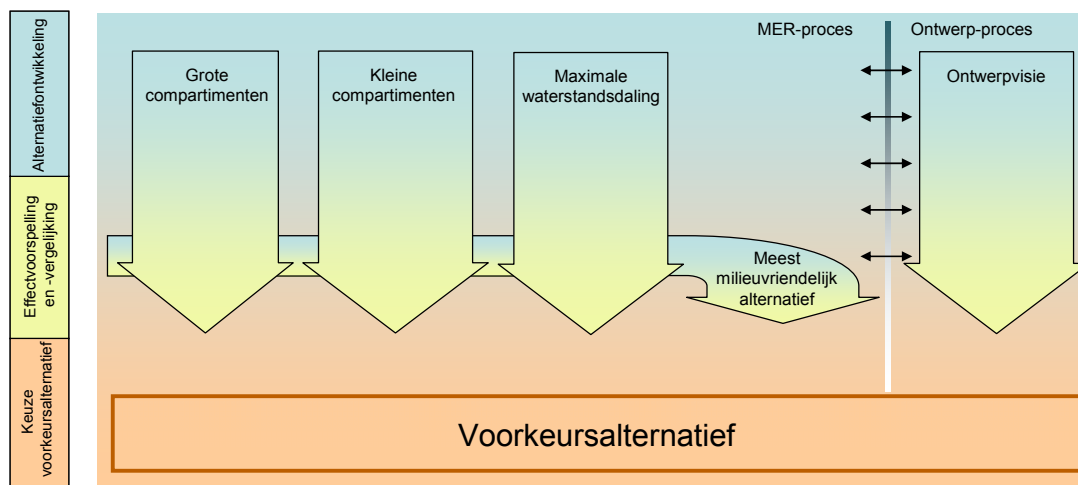 Alternatiefontwikkeling
Effectvoorspelling
en -vergelijking
Keuze
voorkeursalternatief
MER-proces
Ontwerp-proces
Grote
compartimenten
Kleine
compartimenten
Maximale
waterstandsdaling
Ontwerpvisie
Meest
milieuvriendelijk
alternatief
Voorkeursalternatief